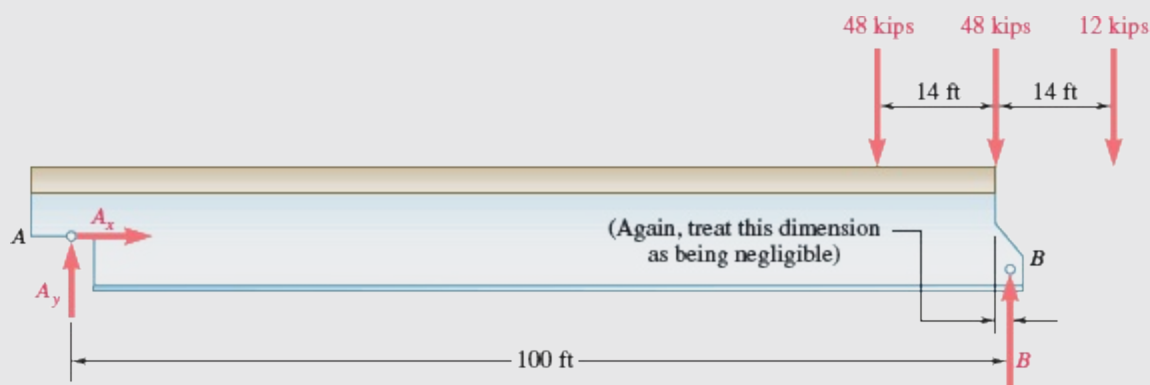 48 kips 48 kips 12 kips
14 ft 14 ft
A
Aₓ
(Again, treat this dimension
as being negligible)
B
A_y
100 ft
B